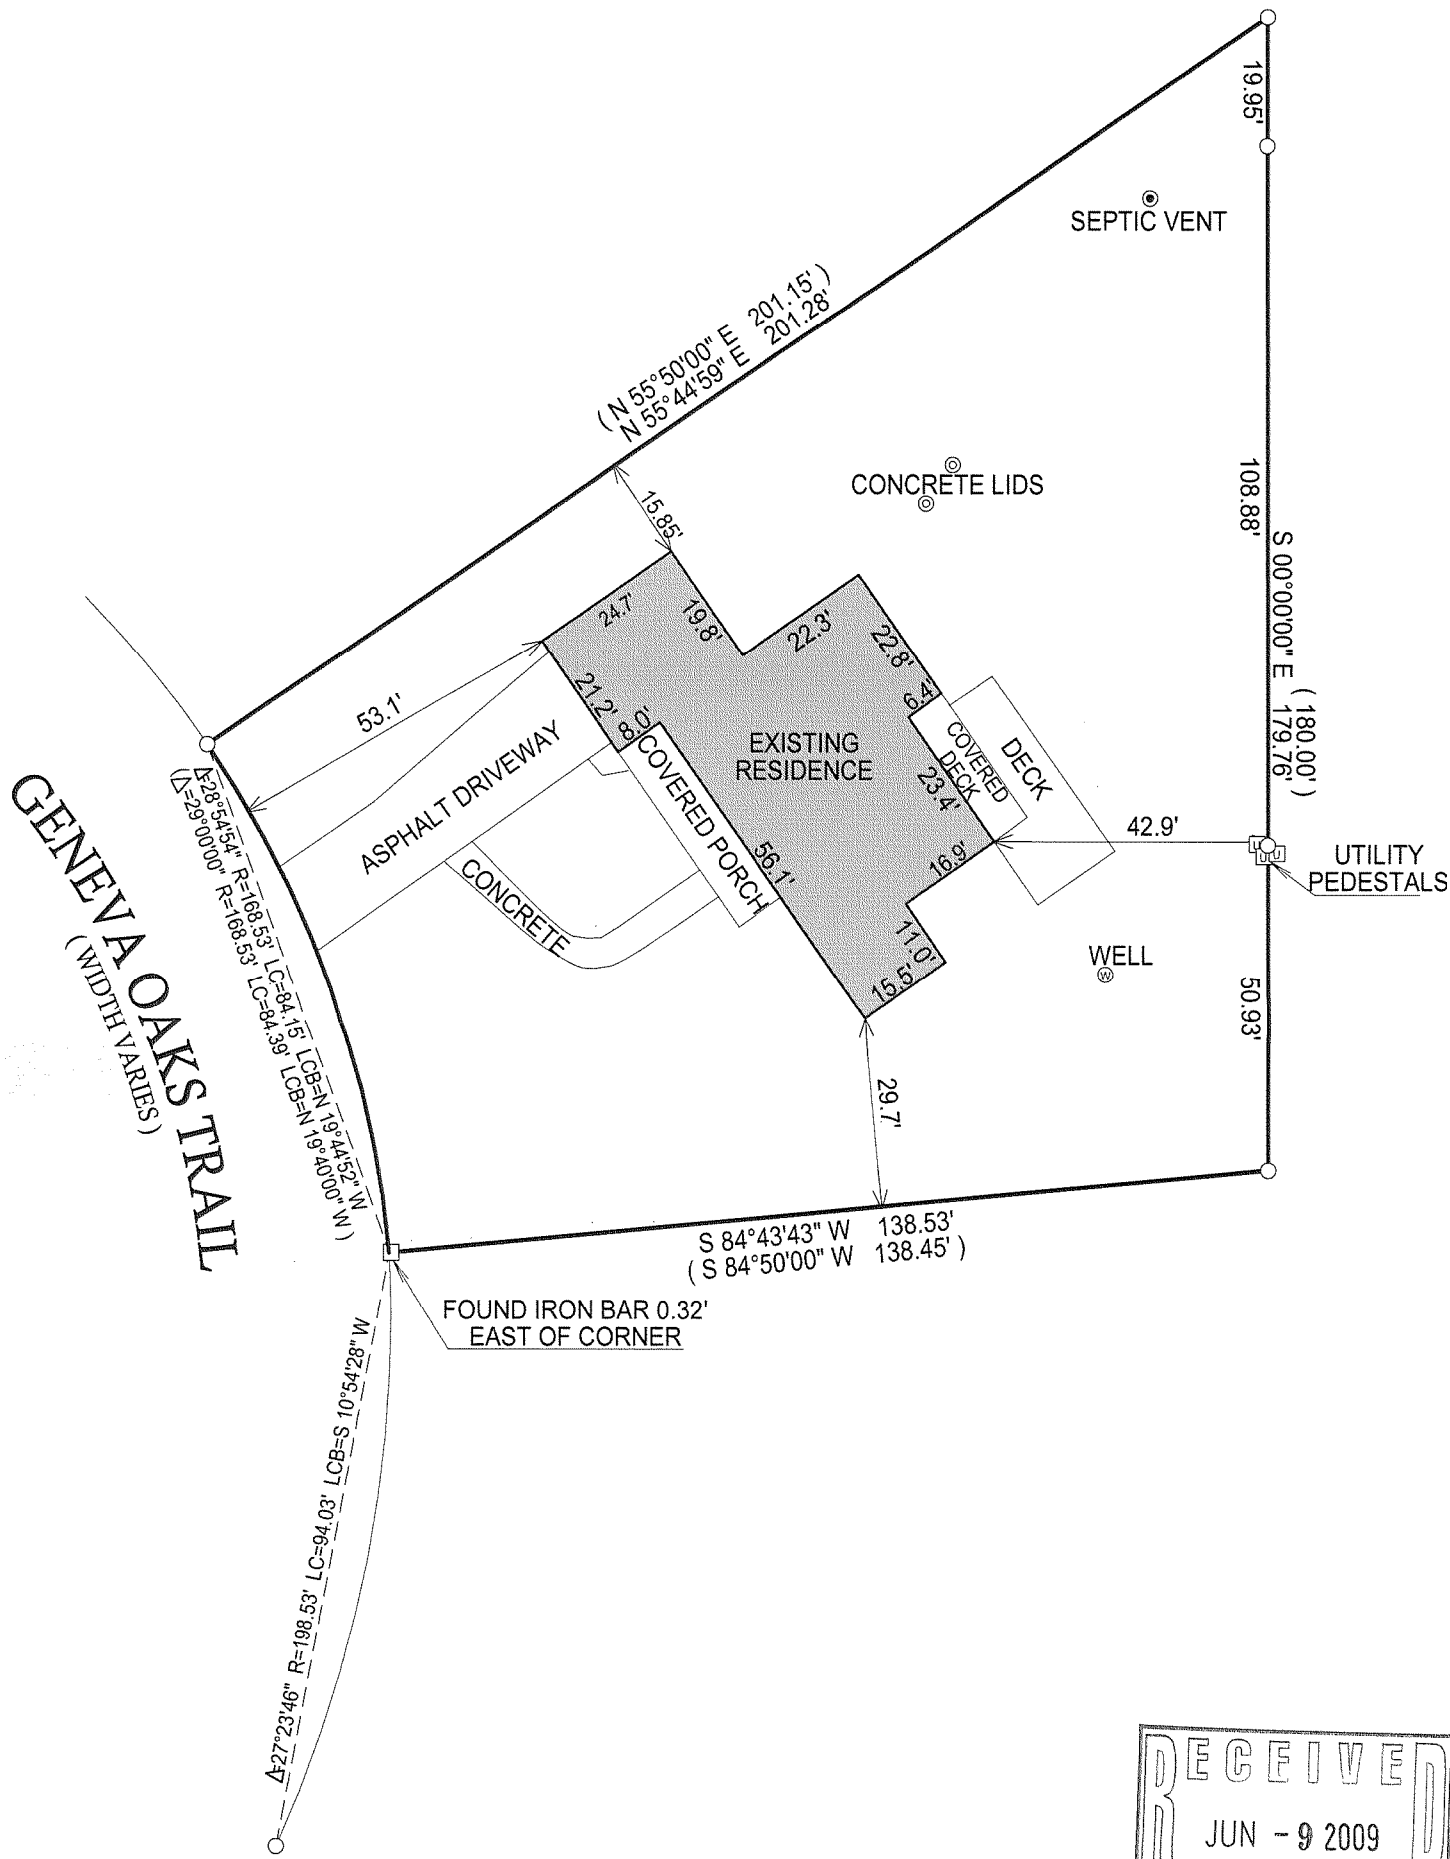 19.95'
SEPTIC VENT
( N 55°50'00" E 201.15' )
N 55°44'59" E 201.28'
CONCRETE LIDS
108.88'
S 00°00'00" E ( 180.00' )
179.76'
15.85'
24.7'
19.8'
22.3'
22.8'
6.4'
53.1'
21.2'
8.0'
EXISTING
RESIDENCE
COVERED
DECK
DECK
23.4'
42.9'
UTILITY
PEDESTALS
ASPHALT DRIVEWAY
COVERED PORCH
56.1'
16.9'
CONCRETE
11.0'
15.5'
WELL
W
50.93'
29.7'
GENEVA OAKS TRAIL
( WIDTH VARIES )
Δ=28°54'54" R=168.53' LC=84.15' LCB=N 19°44'52" W
(Δ=29°00'00" R=168.53' LC=84.39' LCB=N 19°40'00" W )
S 84°43'43" W 138.53'
( S 84°50'00" W 138.45' )
FOUND IRON BAR 0.32'
EAST OF CORNER
Δ=27°23'46" R=198.53' LC=94.03' LCB=S 10°54'28" W
RECEIVED
JUN - 9 2009